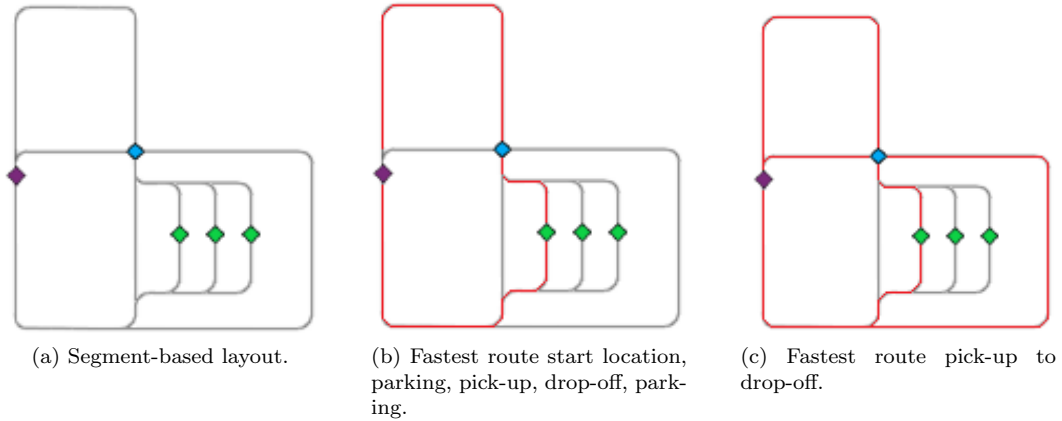 (a) Segment-based layout.
(b) Fastest route start location,
parking, pick-up, drop-off, park-
ing.
(c) Fastest route pick-up to
drop-off.